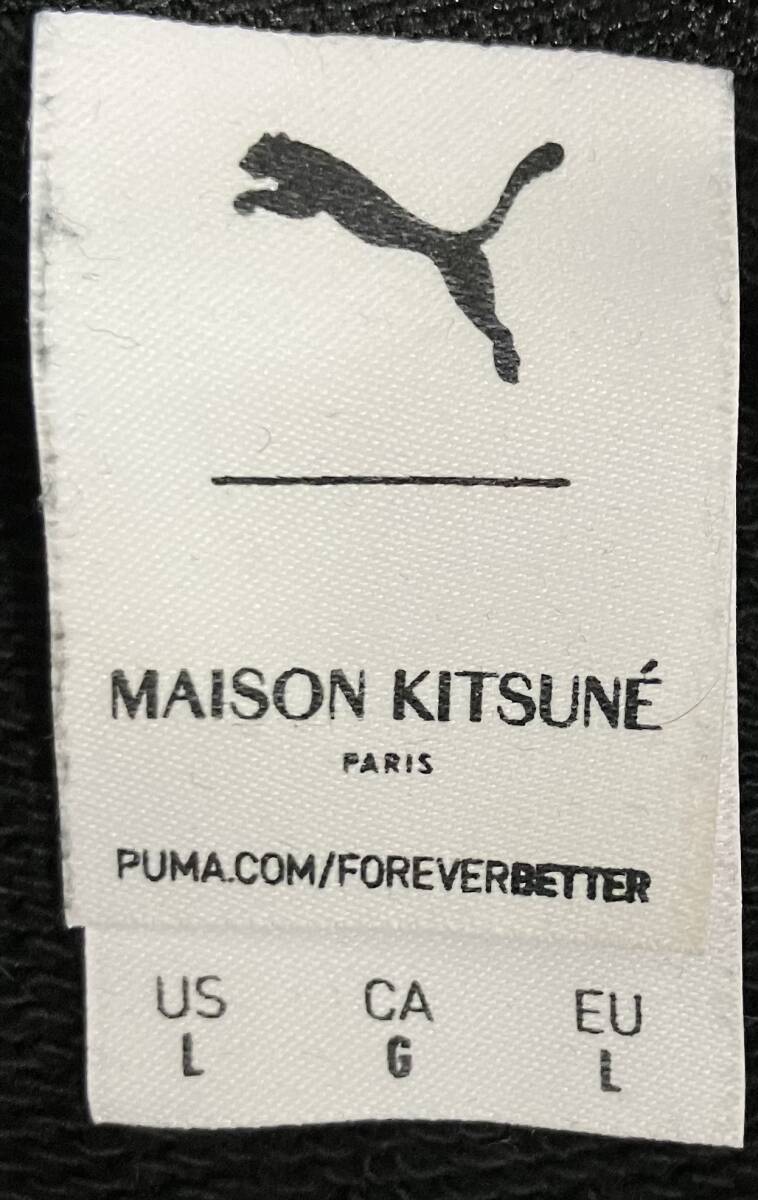 MAISON KITSUNÉ
PARIS
PUMA.COM/FOREVERBETTER
US CA EU
L G L